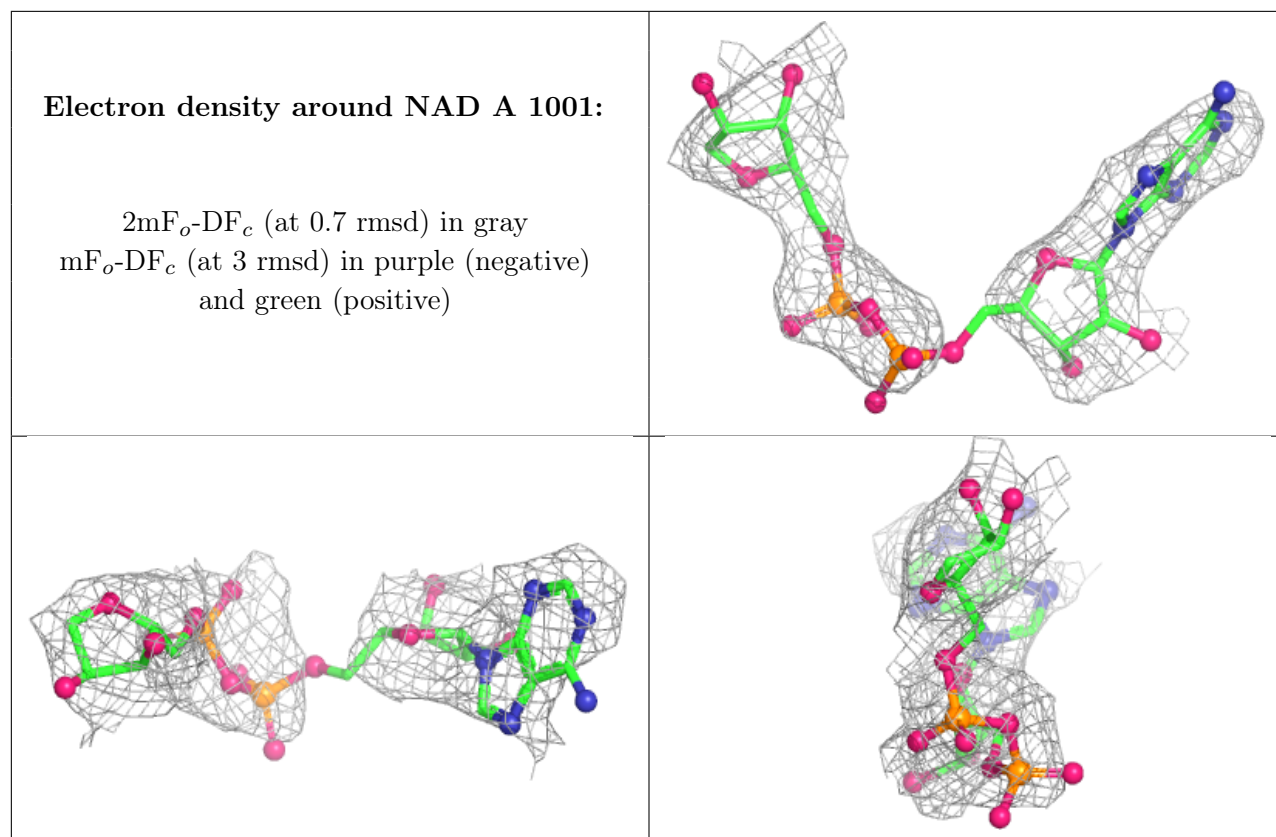 Electron density around NAD A 1001:
2mFₒ-DF𝒸 (at 0.7 rmsd) in gray
mFₒ-DF𝒸 (at 3 rmsd) in purple (negative)
and green (positive)